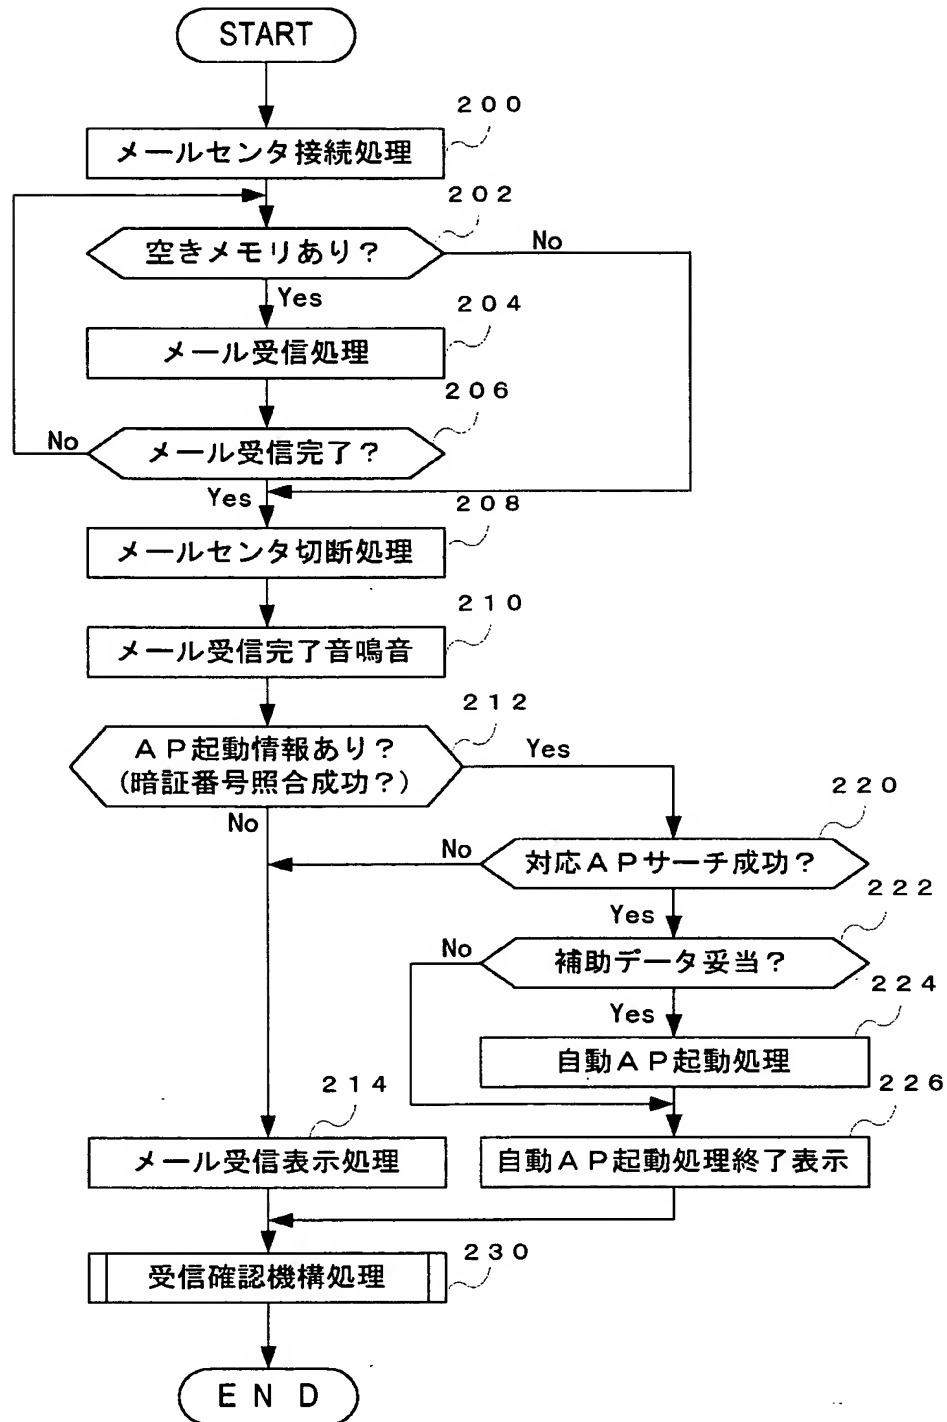 START
200
メールセンタ接続処理
202
空きメモリあり？
No
Yes
204
メール受信処理
206
No
メール受信完了？
Yes
208
メールセンタ切断処理
210
メール受信完了音鳴音
212
AP起動情報あり？
(暗証番号照合成功？)
Yes
No
220
No
対応APサーチ成功？
222
Yes
No
補助データ妥当？
224
Yes
自動AP起動処理
214
226
メール受信表示処理
自動AP起動処理終了表示
230
受信確認機構処理
END